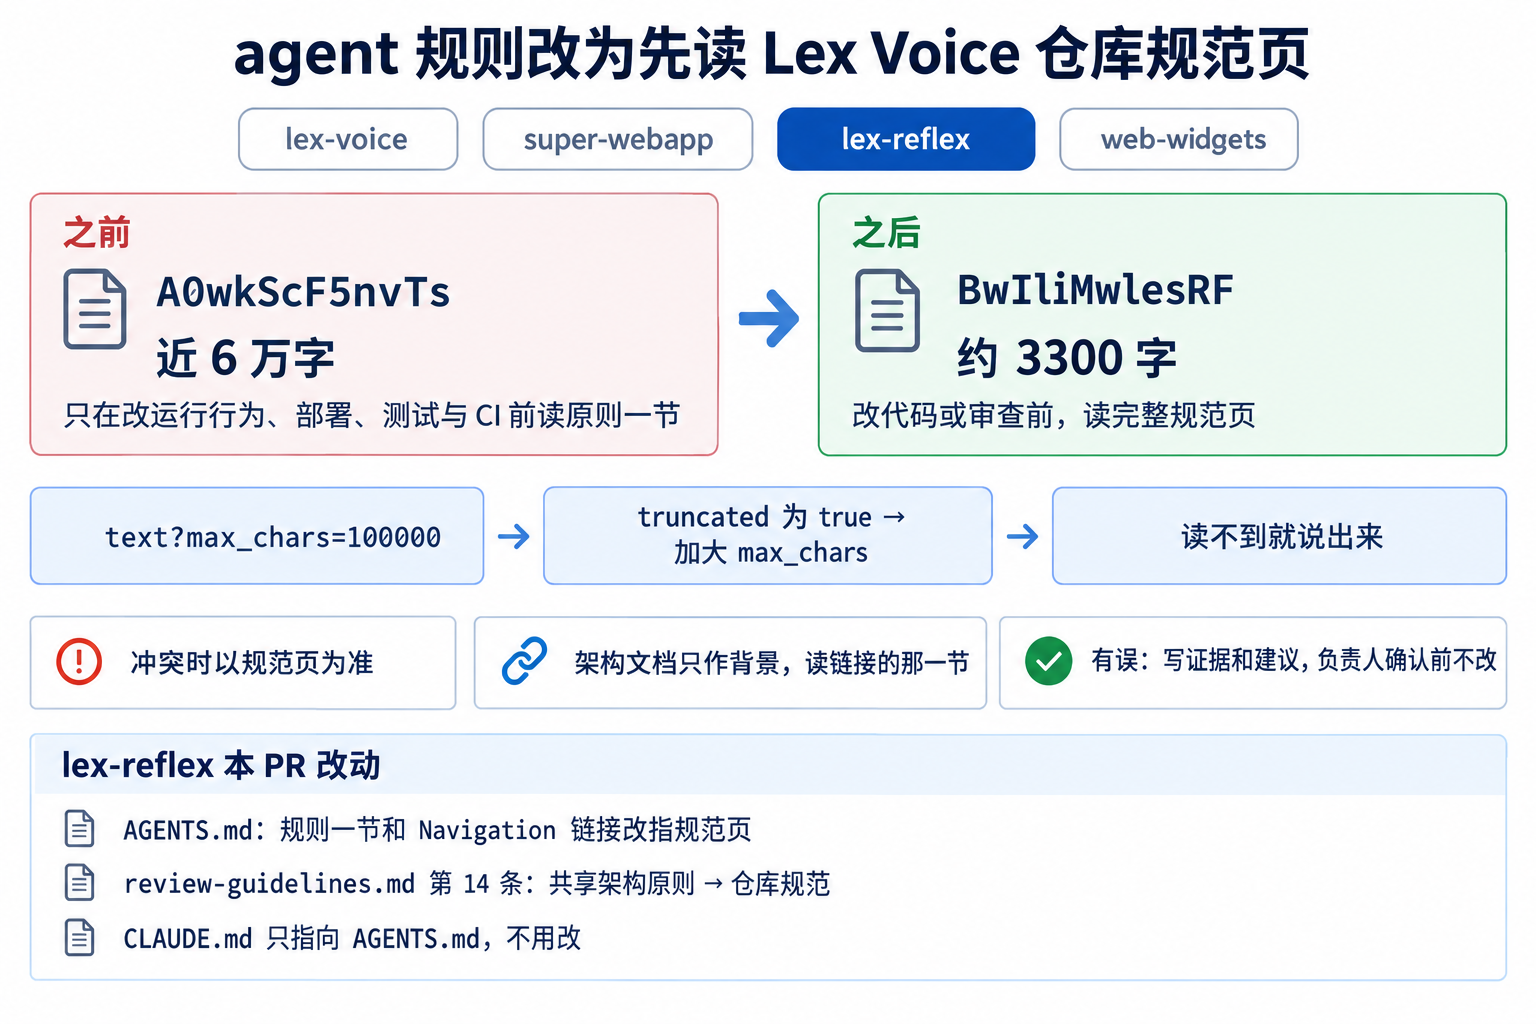 agent 规则改为先读 Lex Voice 仓库规范页
lex-voice
super-webapp
lex-reflex
web-widgets
之前
A0wkScF5nvTs
近 6 万字
只在改运行行为、部署、测试与 CI 前读原则一节
之后
BwIliMwlesRF
约 3300 字
改代码或审查前，读完整规范页
text?max_chars=100000
truncated 为 true →
加大 max_chars
读不到就说出来
冲突时以规范页为准
架构文档只作背景，读链接的那一节
有误：写证据和建议，负责人确认前不改
lex-reflex 本 PR 改动
AGENTS.md：规则一节和 Navigation 链接改指规范页
review-guidelines.md 第 14 条：共享架构原则 → 仓库规范
CLAUDE.md 只指向 AGENTS.md，不用改